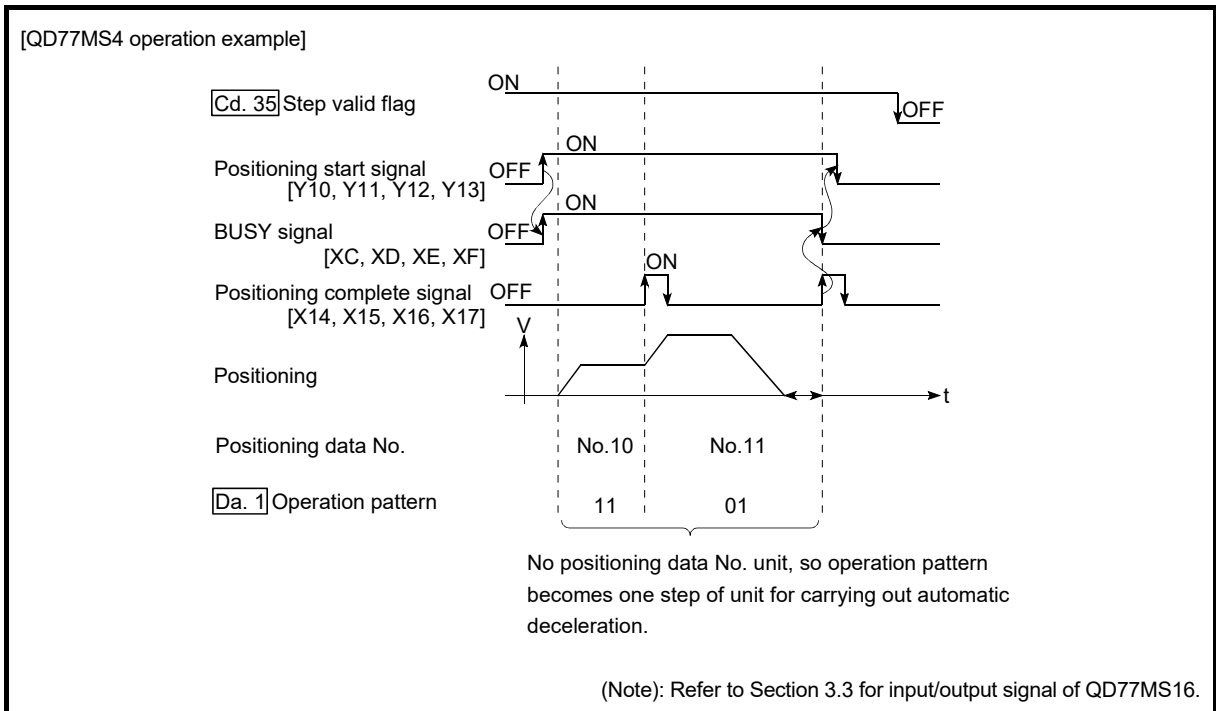 [QD77MS4 operation example]
ON
Cd. 35 Step valid flag
OFF
ON
Positioning start signal
OFF
[Y10, Y11, Y12, Y13]
ON
BUSY signal
OFF
[XC, XD, XE, XF]
ON
Positioning complete signal
OFF
[X14, X15, X16, X17]
V
Positioning
t
Positioning data No.
No.10
No.11
Da. 1 Operation pattern
11
01
No positioning data No. unit, so operation pattern
becomes one step of unit for carrying out automatic
deceleration.
(Note): Refer to Section 3.3 for input/output signal of QD77MS16.